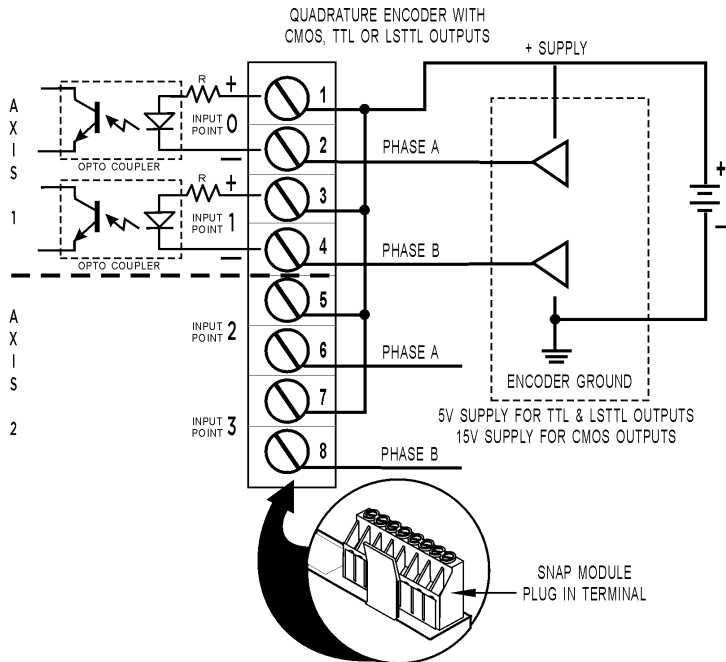 QUADRATURE ENCODER WITH
CMOS, TTL OR LSTTL OUTPUTS
+ SUPPLY
AXIS 1
R
+
INPUT POINT 0
–
OPTO COUPLER
R
+
INPUT POINT 1
–
OPTO COUPLER
AXIS 2
INPUT POINT 2
INPUT POINT 3
1
2
3
4
5
6
7
8
PHASE A
PHASE B
PHASE A
PHASE B
+
–
ENCODER GROUND
5V SUPPLY FOR TTL & LSTTL OUTPUTS
15V SUPPLY FOR CMOS OUTPUTS
SNAP MODULE
PLUG IN TERMINAL